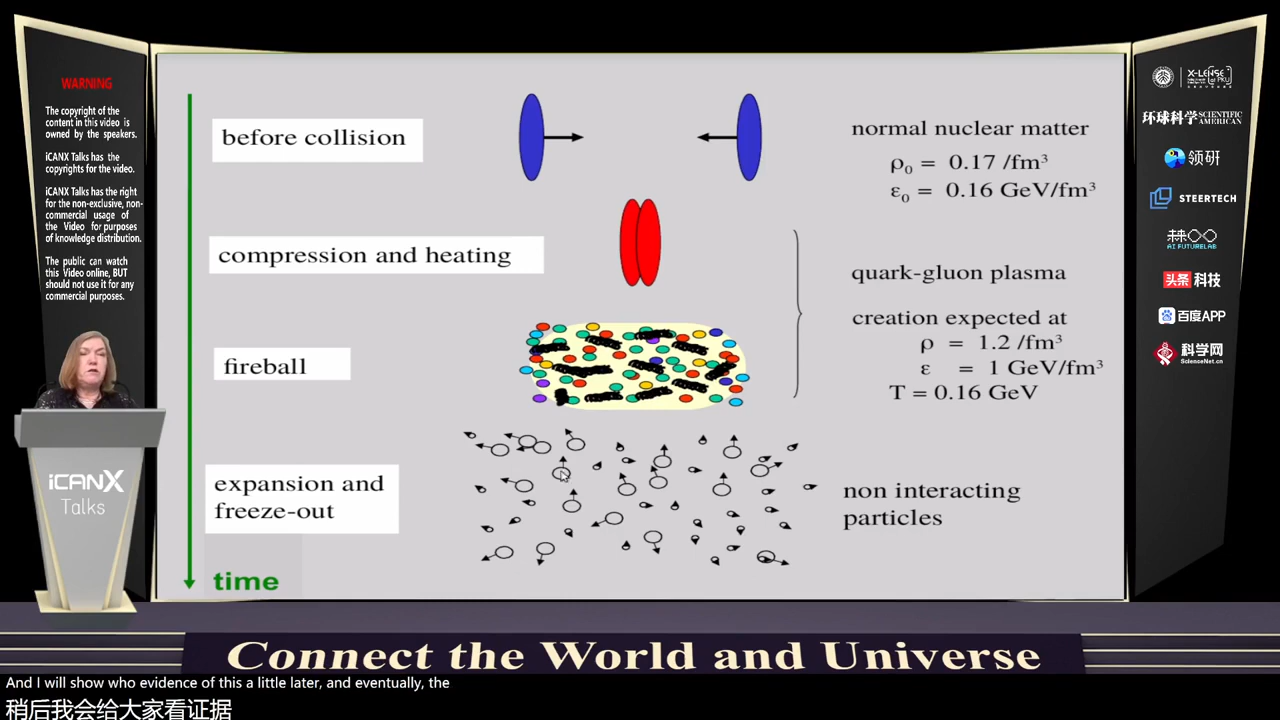 WARNING
The copyright of the
content in this video is
owned by the speakers.
iCANX Talks has the
copyrights for the video.
iCANX Talks has the right
for the non-exclusive, non-
commercial usage of
the Video for purposes
of knowledge distribution.
The public can watch
this Video online, BUT
should not use it for any
commercial purposes.
iCANX
Talks
before collision
compression and heating
fireball
expansion and
freeze-out
time
normal nuclear matter
ρ₀ = 0.17 /fm³
ε₀ = 0.16 GeV/fm³
quark-gluon plasma
creation expected at
ρ = 1.2 /fm³
ε = 1 GeV/fm³
T = 0.16 GeV
non interacting
particles
X-LENSE
环球科学 SCIENTIFIC AMERICAN
领研
STEERTECH
AI FUTURELAB
头条 科技
百度APP
科学网
ScienceNet.cn
Connect the World and Universe
And I will show who evidence of this a little later, and eventually, the
稍后我会给大家看证据